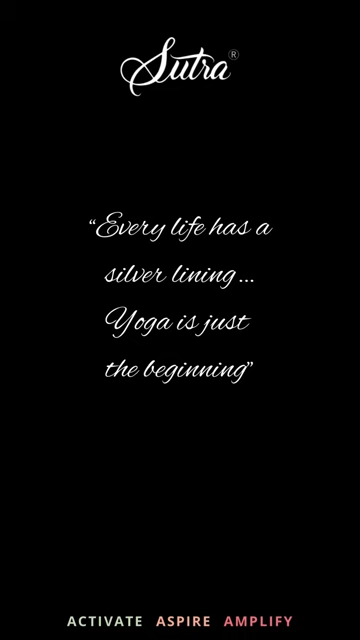 Sutra®
“Every life has a
silver lining...
Yoga is just
the beginning”
ACTIVATE ASPIRE AMPLIFY